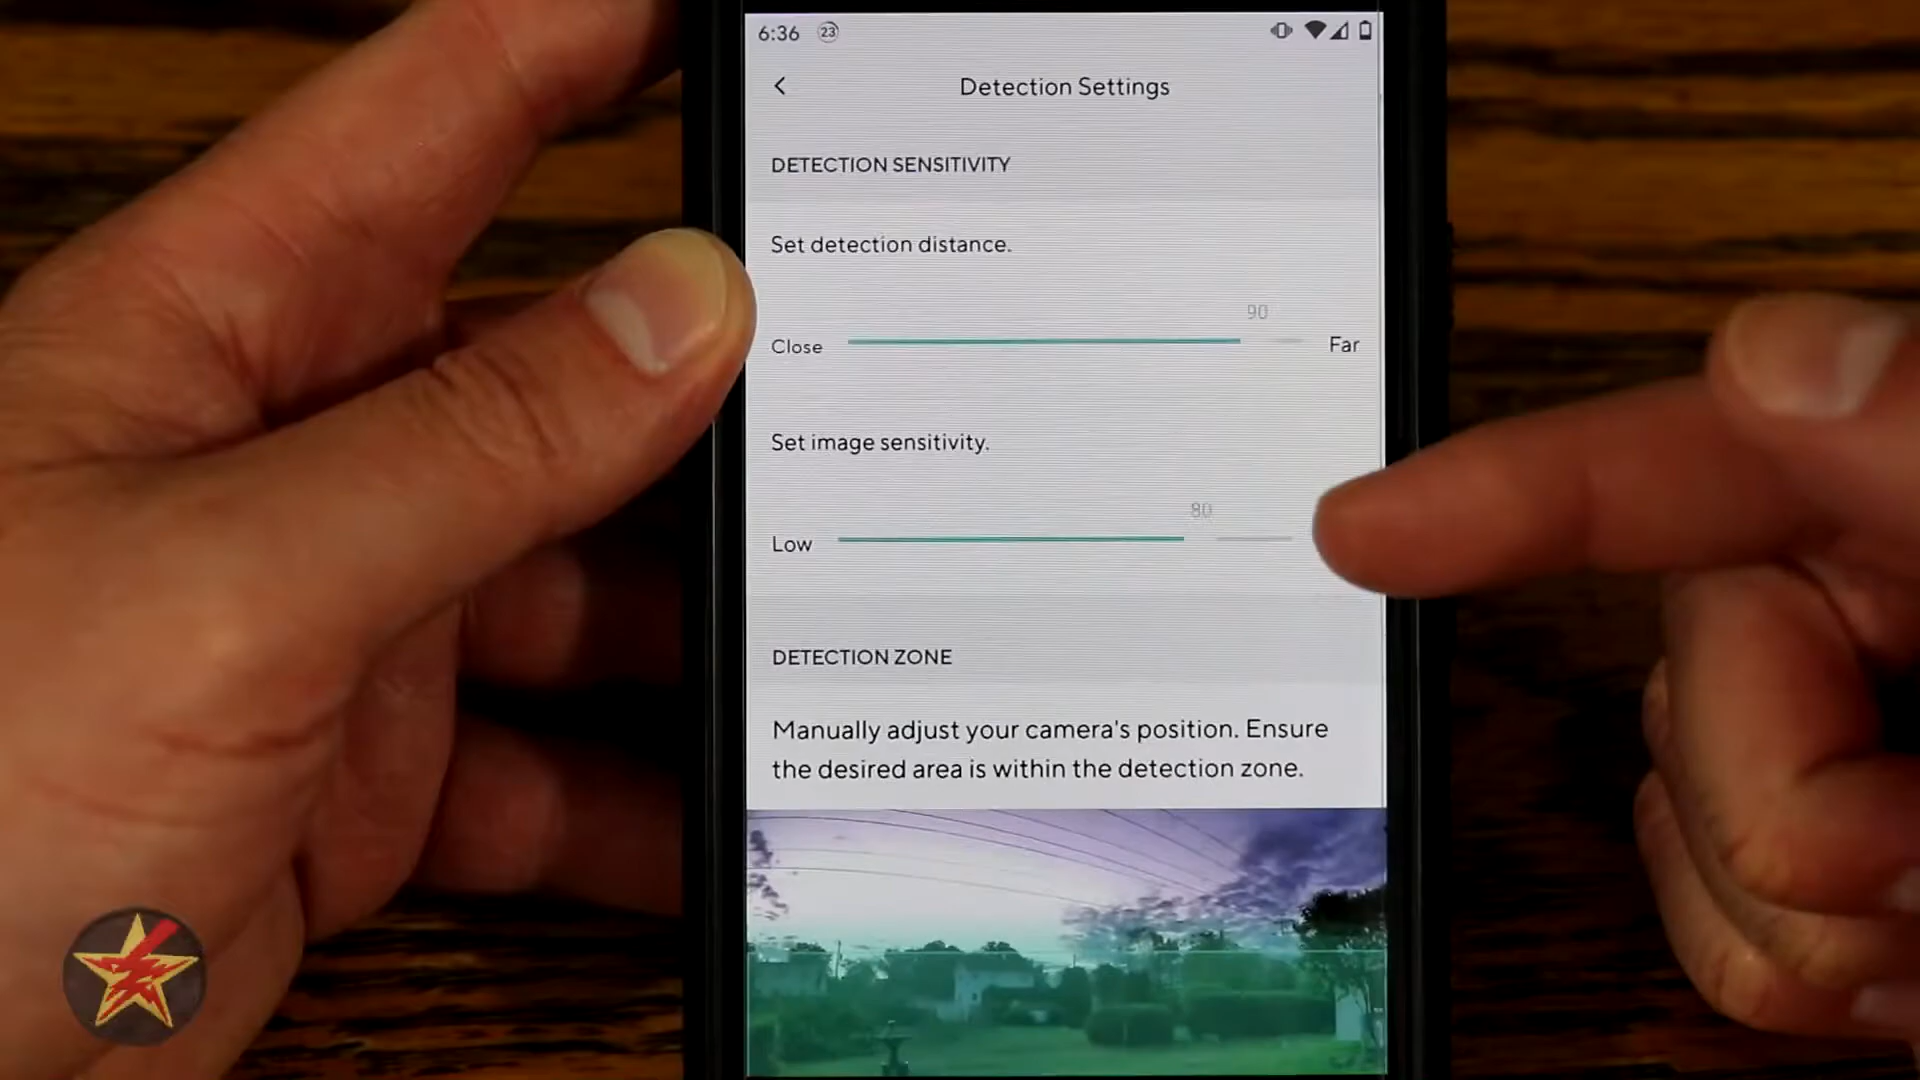 6:36 23
Detection Settings
DETECTION SENSITIVITY
Set detection distance.
90
Close Far
Set image sensitivity.
80
Low
DETECTION ZONE
Manually adjust your camera's position. Ensure
the desired area is within the detection zone.